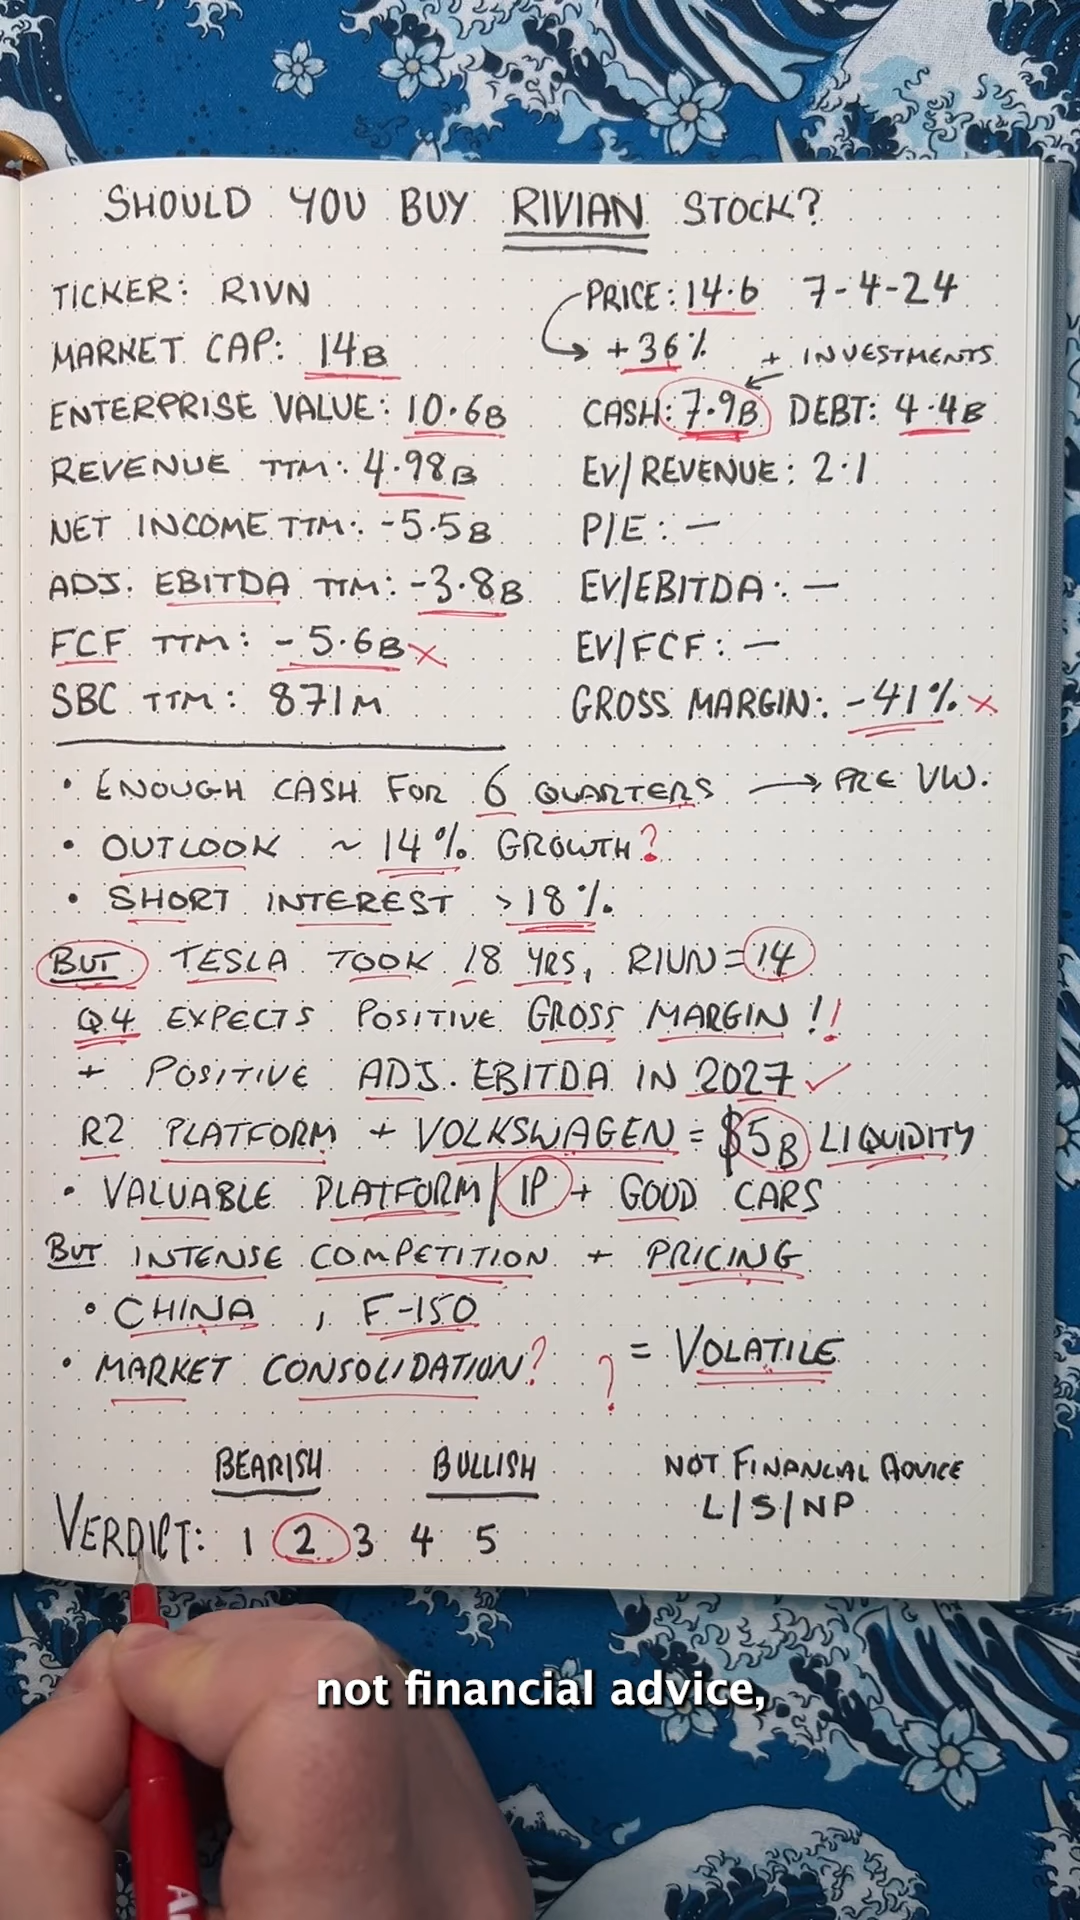 SHOULD YOU BUY RIVIAN STOCK?
TICKER: RIVN
PRICE: 14.6 7-4-24
MARKET CAP: 14B
+36%
+ INVESTMENTS
ENTERPRISE VALUE: 10.6B
CASH: 7.9B DEBT: 4.4B
REVENUE TTM: 4.98B
EV/REVENUE: 2.1
NET INCOME TTM: -5.5B
P/E: —
ADJ. EBITDA TTM: -3.8B
EV/EBITDA: —
FCF TTM: -5.6B X
EV/FCF: —
SBC TTM: 871M
GROSS MARGIN: -41% X
• ENOUGH CASH FOR 6 QUARTERS → PRE VW.
• OUTLOOK ~ 14% GROWTH?
• SHORT INTEREST > 18%
BUT TESLA TOOK 18 YRS, RIVN = 14
Q4 EXPECTS POSITIVE GROSS MARGIN !!
+ POSITIVE ADJ. EBITDA IN 2027 ✓
R2 PLATFORM + VOLKSWAGEN = $5B LIQUIDITY
• VALUABLE PLATFORM/IP + GOOD CARS
BUT INTENSE COMPETITION + PRICING
• CHINA, F-150
• MARKET CONSOLIDATION? ? = VOLATILE
BEARISH BULLISH
VERDICT: 1 2 3 4 5
NOT FINANCIAL ADVICE
L/S/NP
not financial advice,